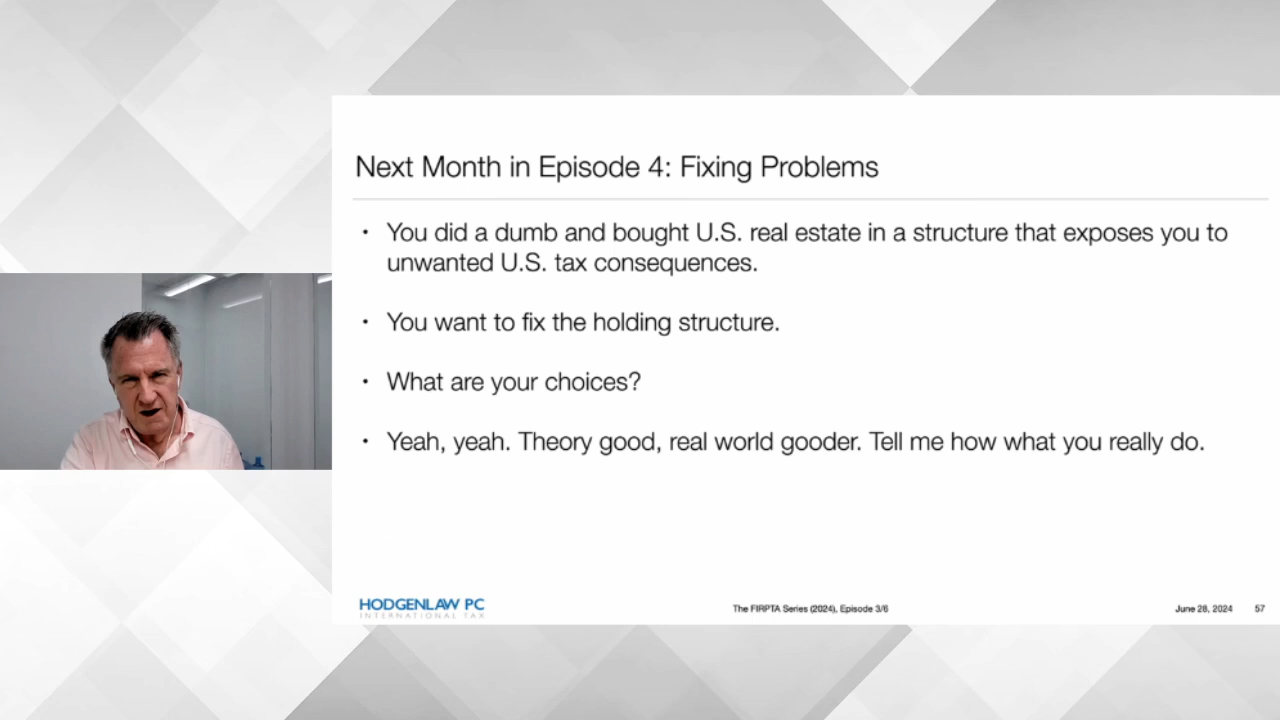 Next Month in Episode 4: Fixing Problems
• You did a dumb and bought U.S. real estate in a structure that exposes you to
unwanted U.S. tax consequences.
• You want to fix the holding structure.
• What are your choices?
• Yeah, yeah. Theory good, real world gooder. Tell me how what you really do.
HODGENLAW PC
INTERNATIONAL TAX
The FIRPTA Series (2024), Episode 3/6
June 28, 2024
57